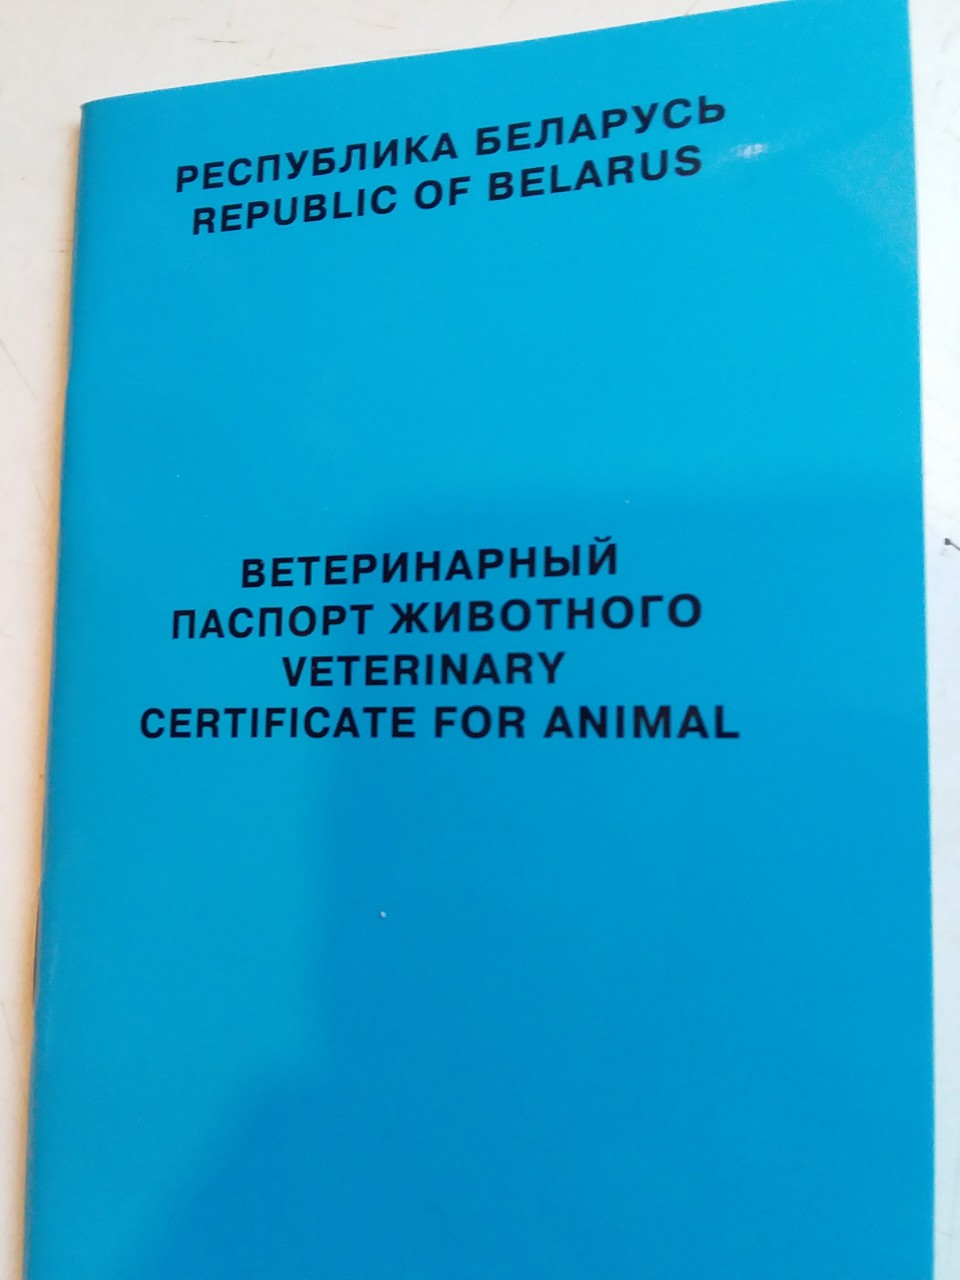 РЕСПУБЛИКА БЕЛАРУСЬ
REPUBLIC OF BELARUS
ВЕТЕРИНАРНЫЙ
ПАСПОРТ ЖИВОТНОГО
VETERINARY
CERTIFICATE FOR ANIMAL